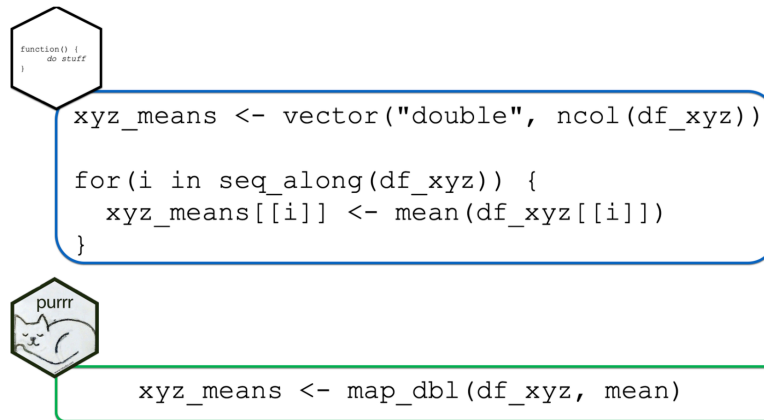 function() {
do stuff
}
xyz_means <- vector("double", ncol(df_xyz))
for(i in seq_along(df_xyz)) {
xyz_means[[i]] <- mean(df_xyz[[i]])
}
purrr
xyz_means <- map_dbl(df_xyz, mean)